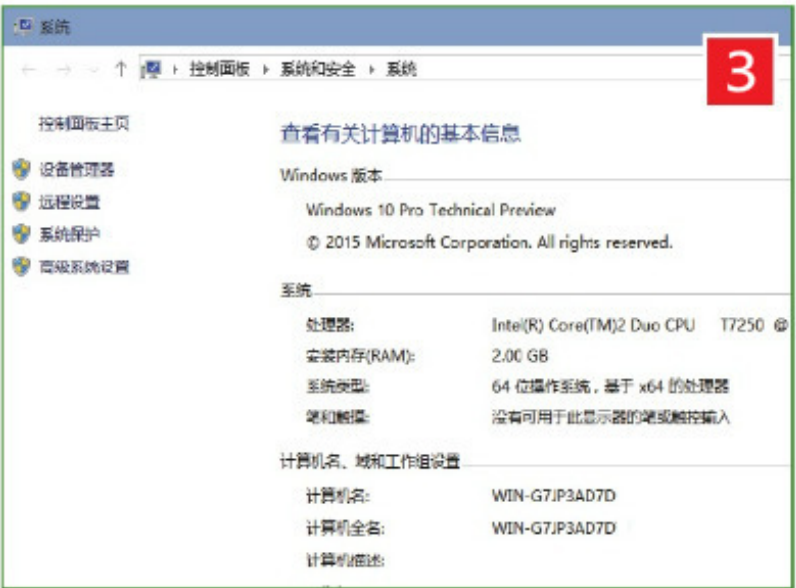 系统
控制面板 系统和安全 系统
3
控制面板主页
设备管理器
远程设置
系统保护
高级系统设置
查看有关计算机的基本信息
Windows 版本
Windows 10 Pro Technical Preview
© 2015 Microsoft Corporation. All rights reserved.
系统
处理器: Intel(R) Core(TM)2 Duo CPU T7250 @
安装内存(RAM): 2.00 GB
系统类型: 64 位操作系统，基于 x64 的处理器
笔和触摸: 没有可用于此显示器的笔或触控输入
计算机名、域和工作组设置
计算机名: WIN-G7JP3AD7D
计算机全名: WIN-G7JP3AD7D
计算机描述: